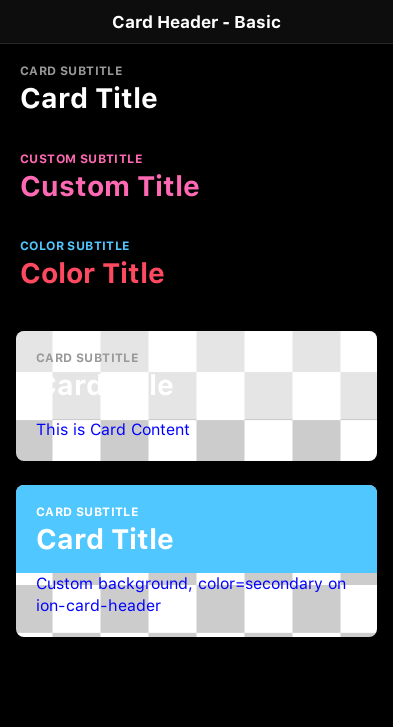 Card Header - Basic
CARD SUBTITLE
Card Title
CUSTOM SUBTITLE
Custom Title
COLOR SUBTITLE
Color Title
CARD SUBTITLE
Card Title
This is Card Content
CARD SUBTITLE
Card Title
Custom background, color=secondary on
ion-card-header